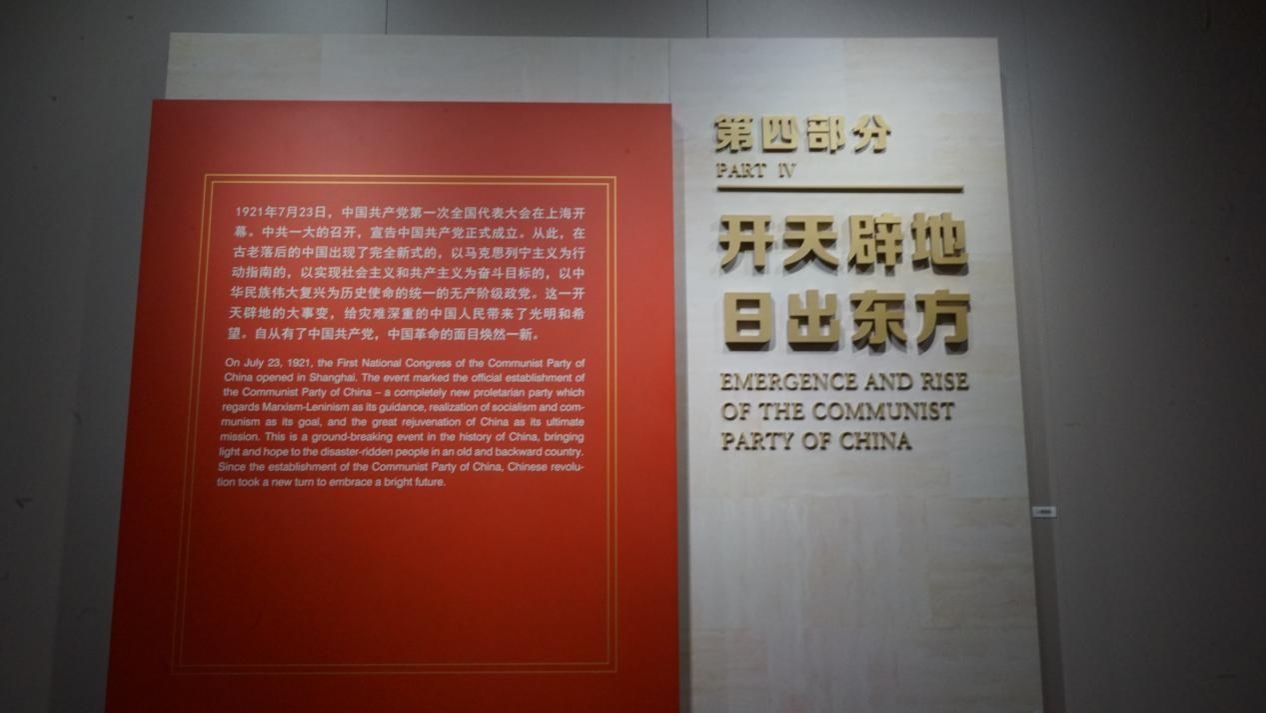 1921年7月23日，中国共产党第一次全国代表大会在上海开
幕。中共一大的召开，宣告中国共产党正式成立。从此，在
古老落后的中国出现了完全新式的，以马克思列宁主义为行
动指南的，以实现社会主义和共产主义为奋斗目标的，以中
华民族伟大复兴为历史使命的统一的无产阶级政党。这一开
天辟地的大事变，给灾难深重的中国人民带来了光明和希
望。自从有了中国共产党，中国革命的面目焕然一新。
On July 23, 1921, the First National Congress of the Communist Party of
China opened in Shanghai. The event marked the official establishment of
the Communist Party of China – a completely new proletarian party which
regards Marxism-Leninism as its guidance, realization of socialism and com-
munism as its goal, and the great rejuvenation of China as its ultimate
mission. This is a ground-breaking event in the history of China, bringing
light and hope to the disaster-ridden people in an old and backward country.
Since the establishment of the Communist Party of China, Chinese revolu-
tion took a new turn to embrace a bright future.
第四部分
PART IV
开天辟地
日出东方
EMERGENCE AND RISE
OF THE COMMUNIST
PARTY OF CHINA